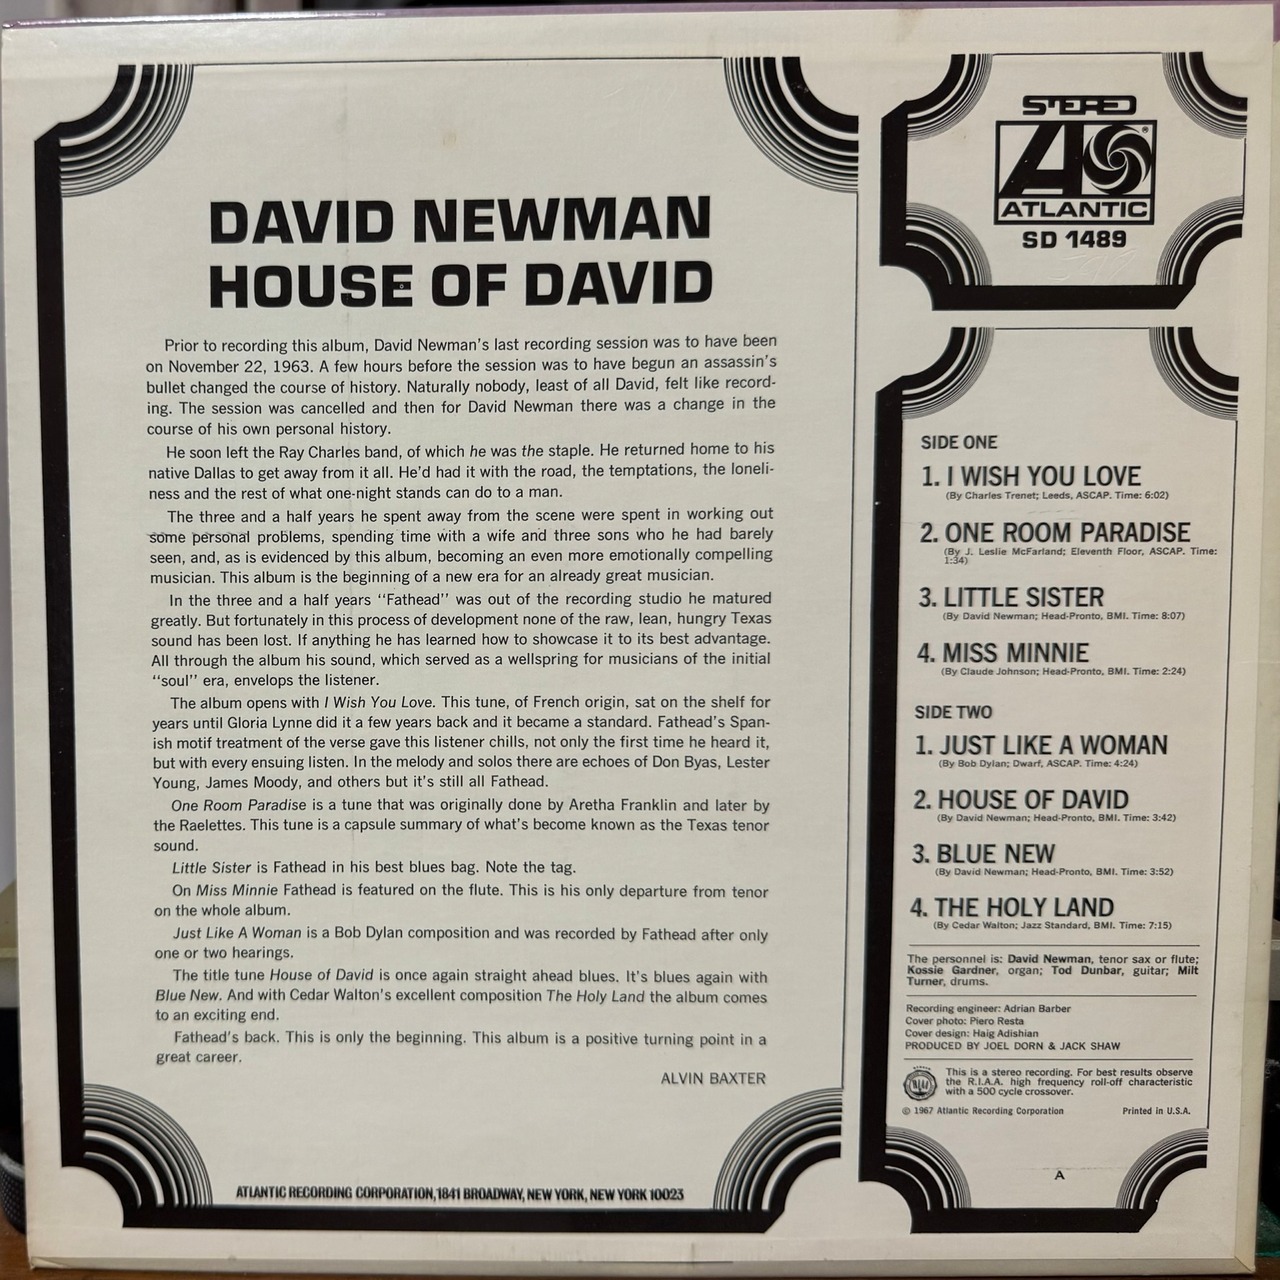 DAVID NEWMAN
HOUSE OF DAVID
Prior to recording this album, David Newman's last recording session was to have been
on November 22, 1963. A few hours before the session was to have begun an assassin's
bullet changed the course of history. Naturally nobody, least of all David, felt like record-
ing. The session was cancelled and then for David Newman there was a change in the
course of his own personal history.
He soon left the Ray Charles band, of which he was the staple. He returned home to his
native Dallas to get away from it all. He'd had it with the road, the temptations, the loneli-
ness and the rest of what one-night stands can do to a man.
The three and a half years he spent away from the scene were spent in working out
some personal problems, spending time with a wife and three sons who he had barely
seen, and, as is evidenced by this album, becoming an even more emotionally compelling
musician. This album is the beginning of a new era for an already great musician.
In the three and a half years "Fathead" was out of the recording studio he matured
greatly. But fortunately in this process of development none of the raw, lean, hungry Texas
sound has been lost. If anything he has learned how to showcase it to its best advantage.
All through the album his sound, which served as a wellspring for musicians of the initial
"soul" era, envelops the listener.
The album opens with I Wish You Love. This tune, of French origin, sat on the shelf for
years until Gloria Lynne did it a few years back and it became a standard. Fathead's Span-
ish motif treatment of the verse gave this listener chills, not only the first time he heard it,
but with every ensuing listen. In the melody and solos there are echoes of Don Byas, Lester
Young, James Moody, and others but it's still all Fathead.
One Room Paradise is a tune that was originally done by Aretha Franklin and later by
the Raelettes. This tune is a capsule summary of what's become known as the Texas tenor
sound.
Little Sister is Fathead in his best blues bag. Note the tag.
On Miss Minnie Fathead is featured on the flute. This is his only departure from tenor
on the whole album.
Just Like A Woman is a Bob Dylan composition and was recorded by Fathead after only
one or two hearings.
The title tune House of David is once again straight ahead blues. It's blues again with
Blue New. And with Cedar Walton's excellent composition The Holy Land the album comes
to an exciting end.
Fathead's back. This is only the beginning. This album is a positive turning point in a
great career.
ALVIN BAXTER
ATLANTIC RECORDING CORPORATION, 1841 BROADWAY, NEW YORK, NEW YORK 10023
STEREO
A
®
ATLANTIC
SD 1489
SIDE ONE
1. I WISH YOU LOVE
(By Charles Trenet; Leeds, ASCAP. Time: 6:02)
2. ONE ROOM PARADISE
(By J. Leslie McFarland; Eleventh Floor, ASCAP. Time:
1:34)
3. LITTLE SISTER
(By David Newman; Head-Pronto, BMI. Time: 8:07)
4. MISS MINNIE
(By Claude Johnson; Head-Pronto, BMI. Time: 2:24)
SIDE TWO
1. JUST LIKE A WOMAN
(By Bob Dylan; Dwarf, ASCAP. Time: 4:24)
2. HOUSE OF DAVID
(By David Newman; Head-Pronto, BMI. Time: 3:42)
3. BLUE NEW
(By David Newman; Head-Pronto, BMI. Time: 3:52)
4. THE HOLY LAND
(By Cedar Walton; Jazz Standard, BMI. Time: 7:15)
The personnel is: David Newman, tenor sax or flute;
Kossie Gardner, organ; Tod Dunbar, guitar; Milt
Turner, drums.
Recording engineer: Adrian Barber
Cover photo: Piero Resta
Cover design: Haig Adishian
PRODUCED BY JOEL DORN & JACK SHAW
This is a stereo recording. For best results observe
the R.I.A.A. high frequency roll-off characteristic
with a 500 cycle crossover.
© 1967 Atlantic Recording Corporation Printed in U.S.A.
A